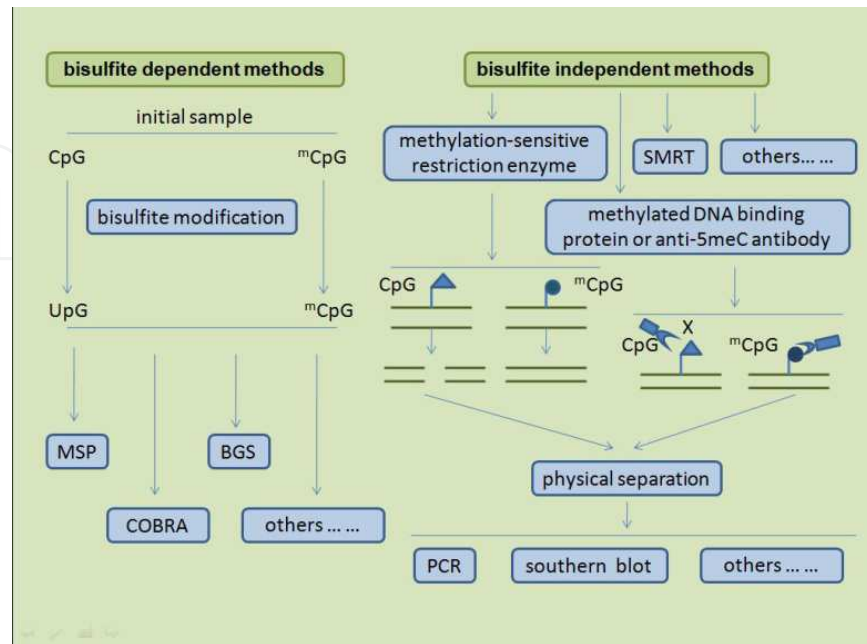 bisulfite dependent methods
initial sample
CpG
ᵐCpG
bisulfite modification
UpG
ᵐCpG
MSP
BGS
COBRA
others ... ...
bisulfite independent methods
methylation-sensitive
restriction enzyme
SMRT
others... ...
methylated DNA binding
protein or anti-5meC antibody
CpG
ᵐCpG
CpG
X
ᵐCpG
physical separation
PCR
southern blot
others ... ...